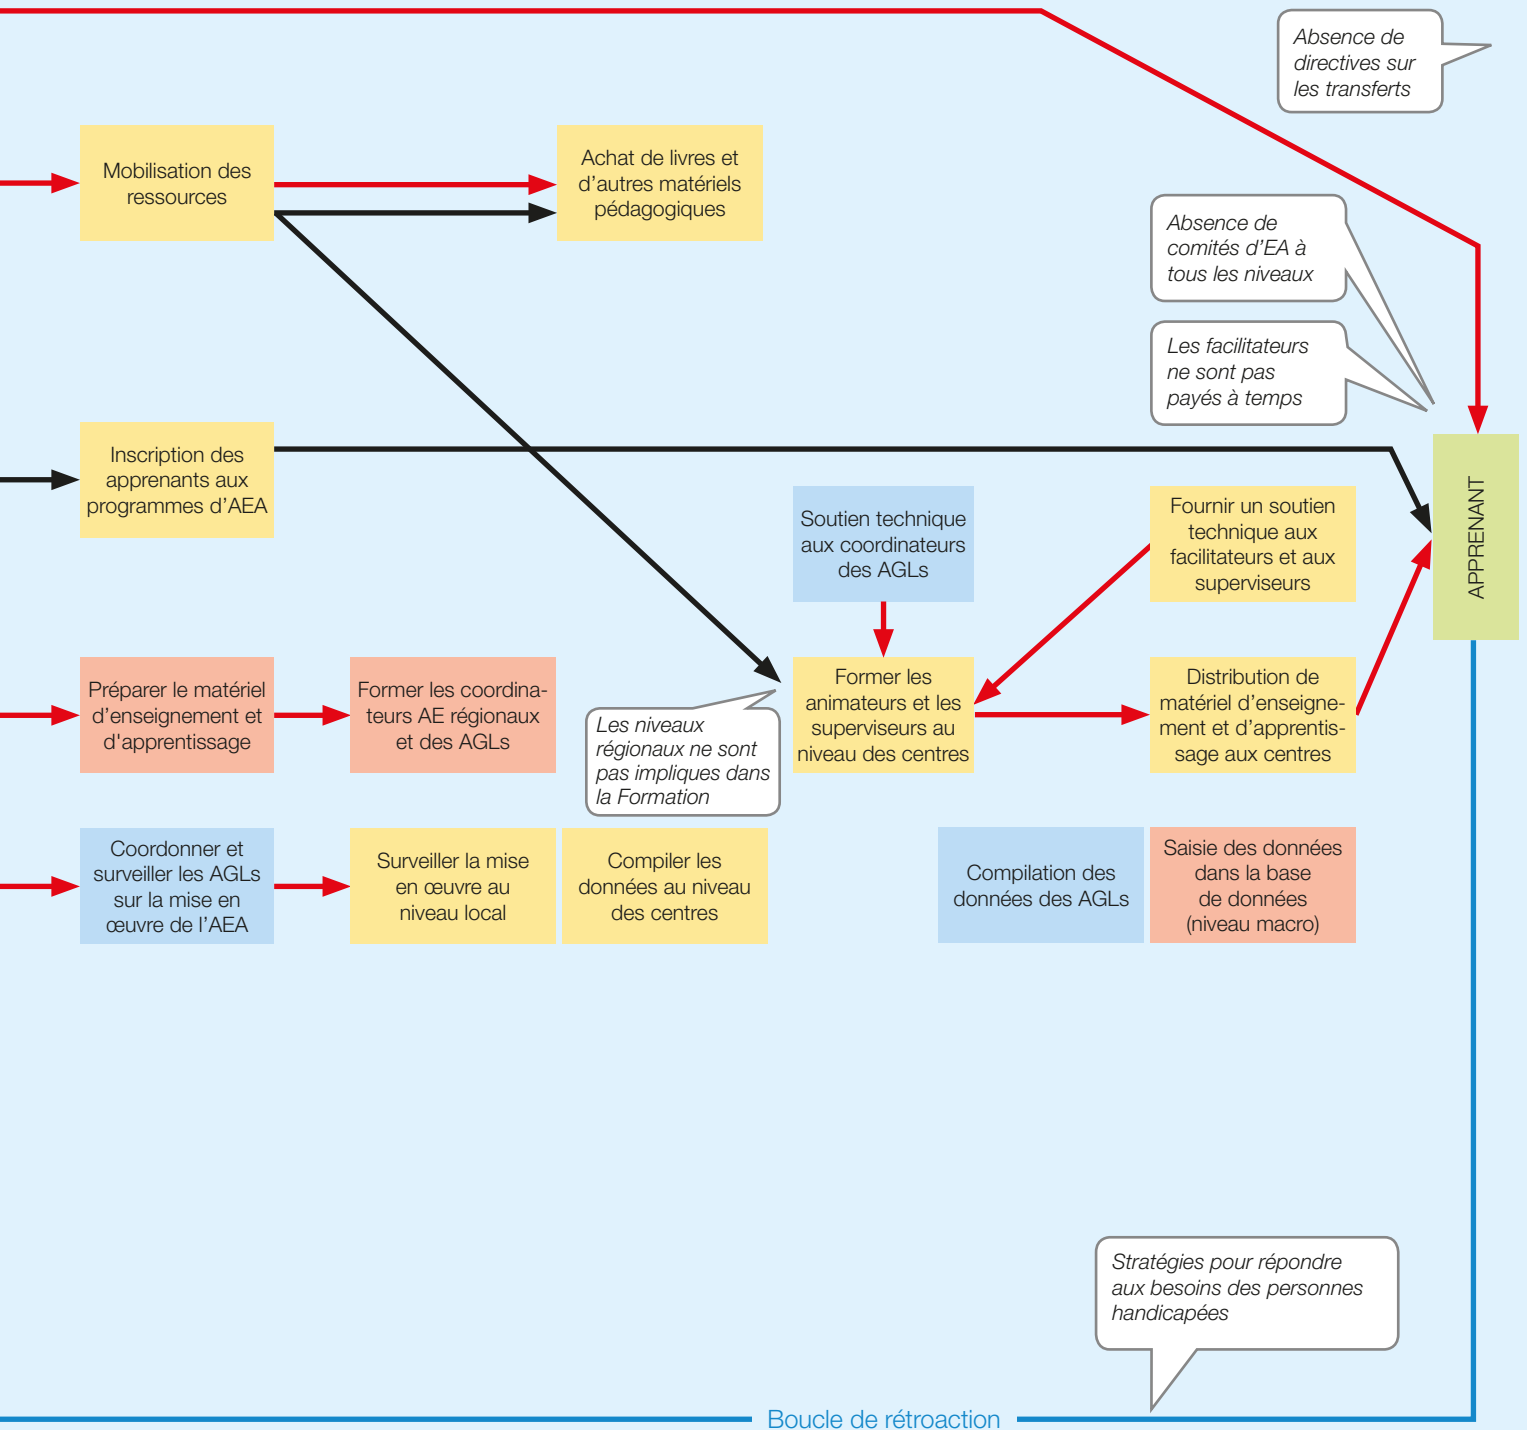 Absence de
directives sur
les transferts
Mobilisation des
ressources
Achat de livres et
d'autres matériels
pédagogiques
Absence de
comités d'EA à
tous les niveaux
Les facilitateurs
ne sont pas
payés à temps
Inscription des
apprenants aux
programmes d'AEA
Soutien technique
aux coordinateurs
des AGLs
Fournir un soutien
technique aux
facilitateurs et aux
superviseurs
APPRENANT
Préparer le matériel
d'enseignement et
d'apprentissage
Former les coordina-
teurs AE régionaux
et des AGLs
Les niveaux
régionaux ne sont
pas impliques dans
la Formation
Former les
animateurs et les
superviseurs au
niveau des centres
Distribution de
matériel d'enseigne-
ment et d'apprentis-
sage aux centres
Coordonner et
surveiller les AGLs
sur la mise en
œuvre de l'AEA
Surveiller la mise
en œuvre au
niveau local
Compiler les
données au niveau
des centres
Compilation des
données des AGLs
Saisie des données
dans la base
de données
(niveau macro)
Stratégies pour répondre
aux besoins des personnes
handicapées
Boucle de rétroaction